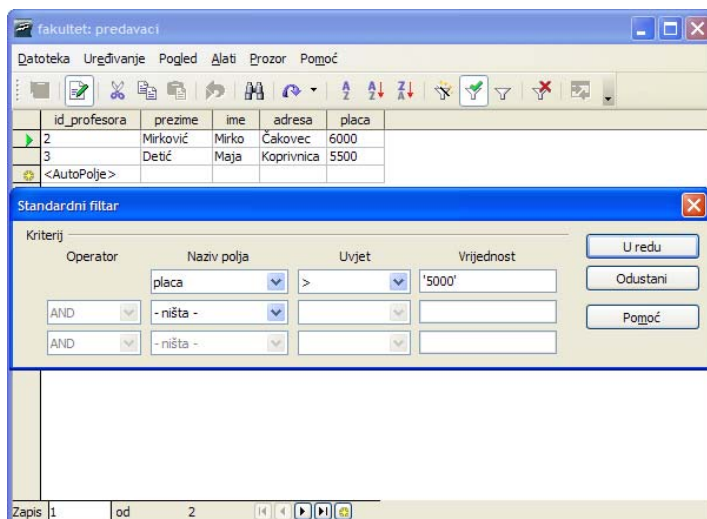 fakultet: predavaci
Datoteka Uređivanje Pogled Alati Prozor Pomoć
id_profesora prezime ime adresa placa
2 Mirković Mirko Čakovec 6000
3 Detić Maja Koprivnica 5500
<AutoPolje>
Standardni filtar
Kriterij
Operator Naziv polja Uvjet Vrijednost
U redu
placa > '5000'
Odustani
AND - ništa -
Pomoć
AND - ništa -
Zapis 1 od 2